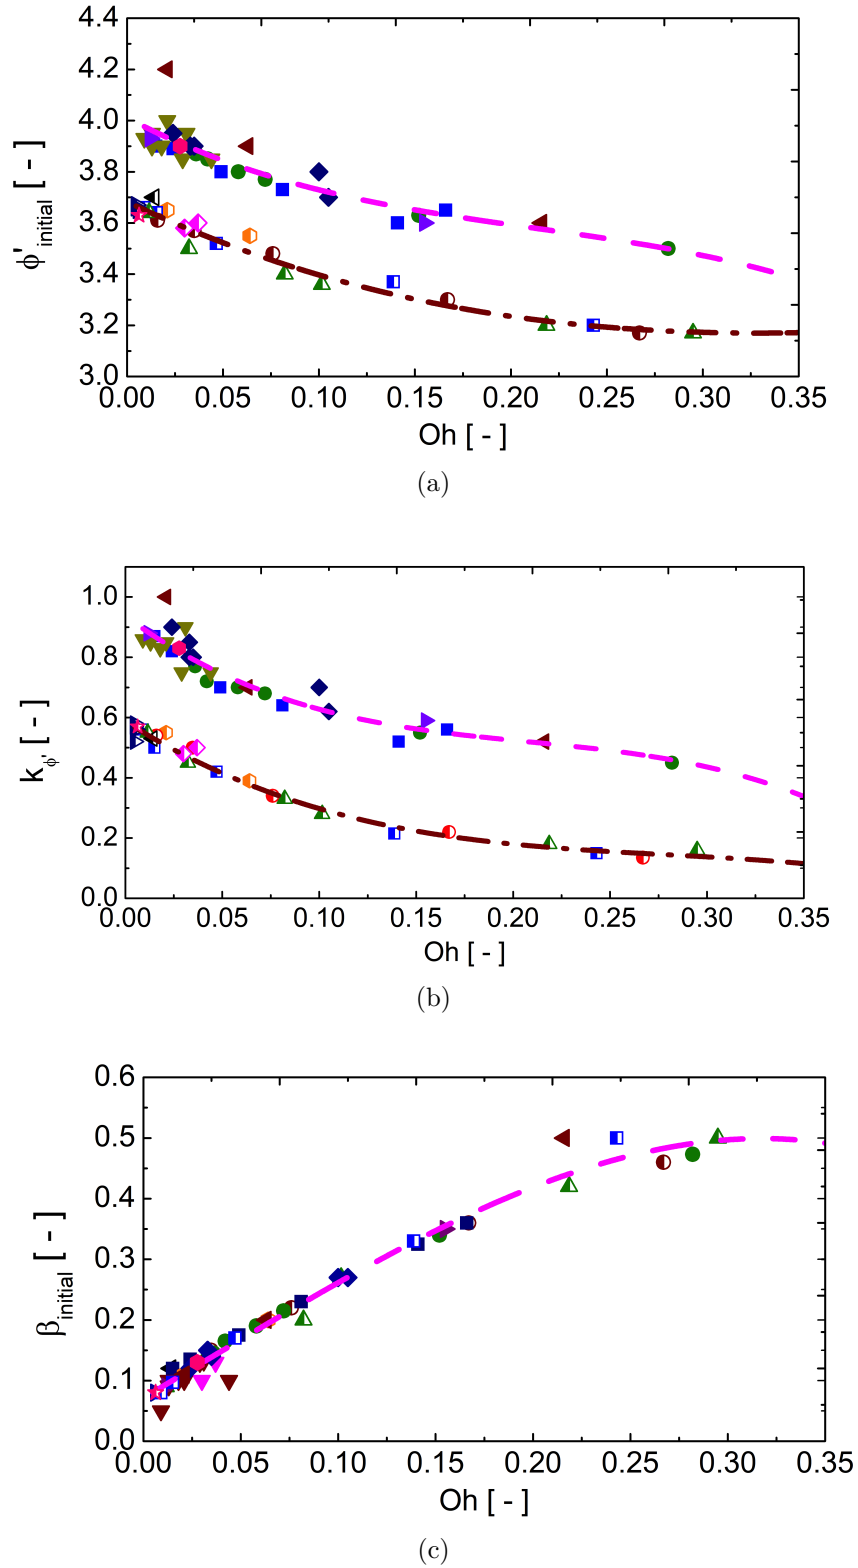 4.4
4.2
4.0
3.8
3.6
3.4
3.2
3.0
ϕ'initial [ - ]
0.00 0.05 0.10 0.15 0.20 0.25 0.30 0.35
Oh [ - ]
(a)
1.0
0.8
0.6
0.4
0.2
0.0
kϕ' [ - ]
0.00 0.05 0.10 0.15 0.20 0.25 0.30 0.35
Oh [ - ]
(b)
0.6
0.5
0.4
0.3
0.2
0.1
0.0
βinitial [ - ]
0.00 0.05 0.10 0.15 0.20 0.25 0.30 0.35
Oh [ - ]
(c)